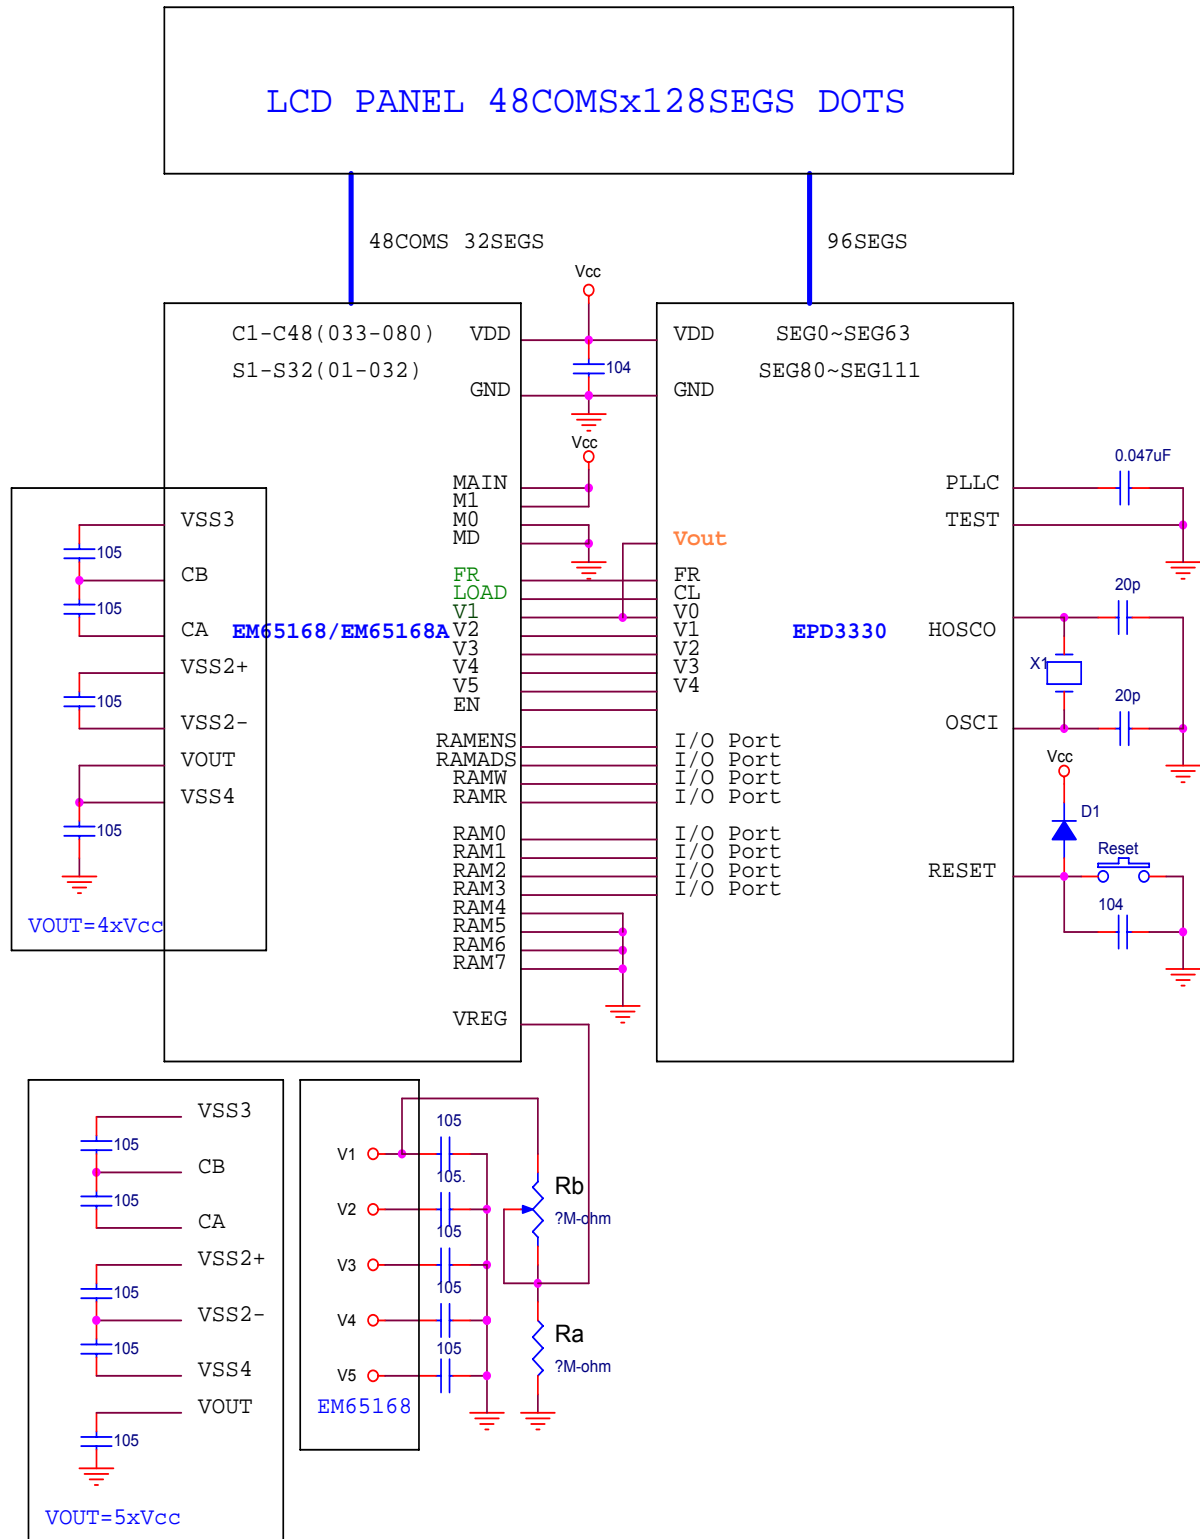 LCD PANEL 48COMSx128SEGS DOTS
48COMS 32SEGS
96SEGS
Vcc
C1-C48(033-080)
VDD
VDD
SEG0~SEG63
S1-S32(01-032)
104
SEG80~SEG111
GND
GND
Vcc
0.047uF
MAIN
PLLC
M1
VSS3
M0
TEST
MD
Vout
105
CB
FR
FR
LOAD
CL
20p
105
V1
V0
HOSCO
CA
EM65168/EM65168A
V2
V1
EPD3330
V3
V2
VSS2+
V4
V3
X1
V5
V4
105
EN
20p
VSS2-
OSCI
RAMENS
I/O Port
VOUT
RAMADS
I/O Port
Vcc
RAMW
I/O Port
VSS4
RAMR
I/O Port
D1
105
RAM0
I/O Port
RAM1
I/O Port
Reset
RAM2
I/O Port
RESET
RAM3
I/O Port
RAM4
104
VOUT=4xVcc
RAM5
RAM6
RAM7
VREG
VSS3
105
105
V1
CB
105.
105
Rb
V2
?M-ohm
CA
105
VSS2+
V3
105
105
VSS2-
V4
Ra
105
105
?M-ohm
VSS4
V5
VOUT
EM65168
105
VOUT=5xVcc